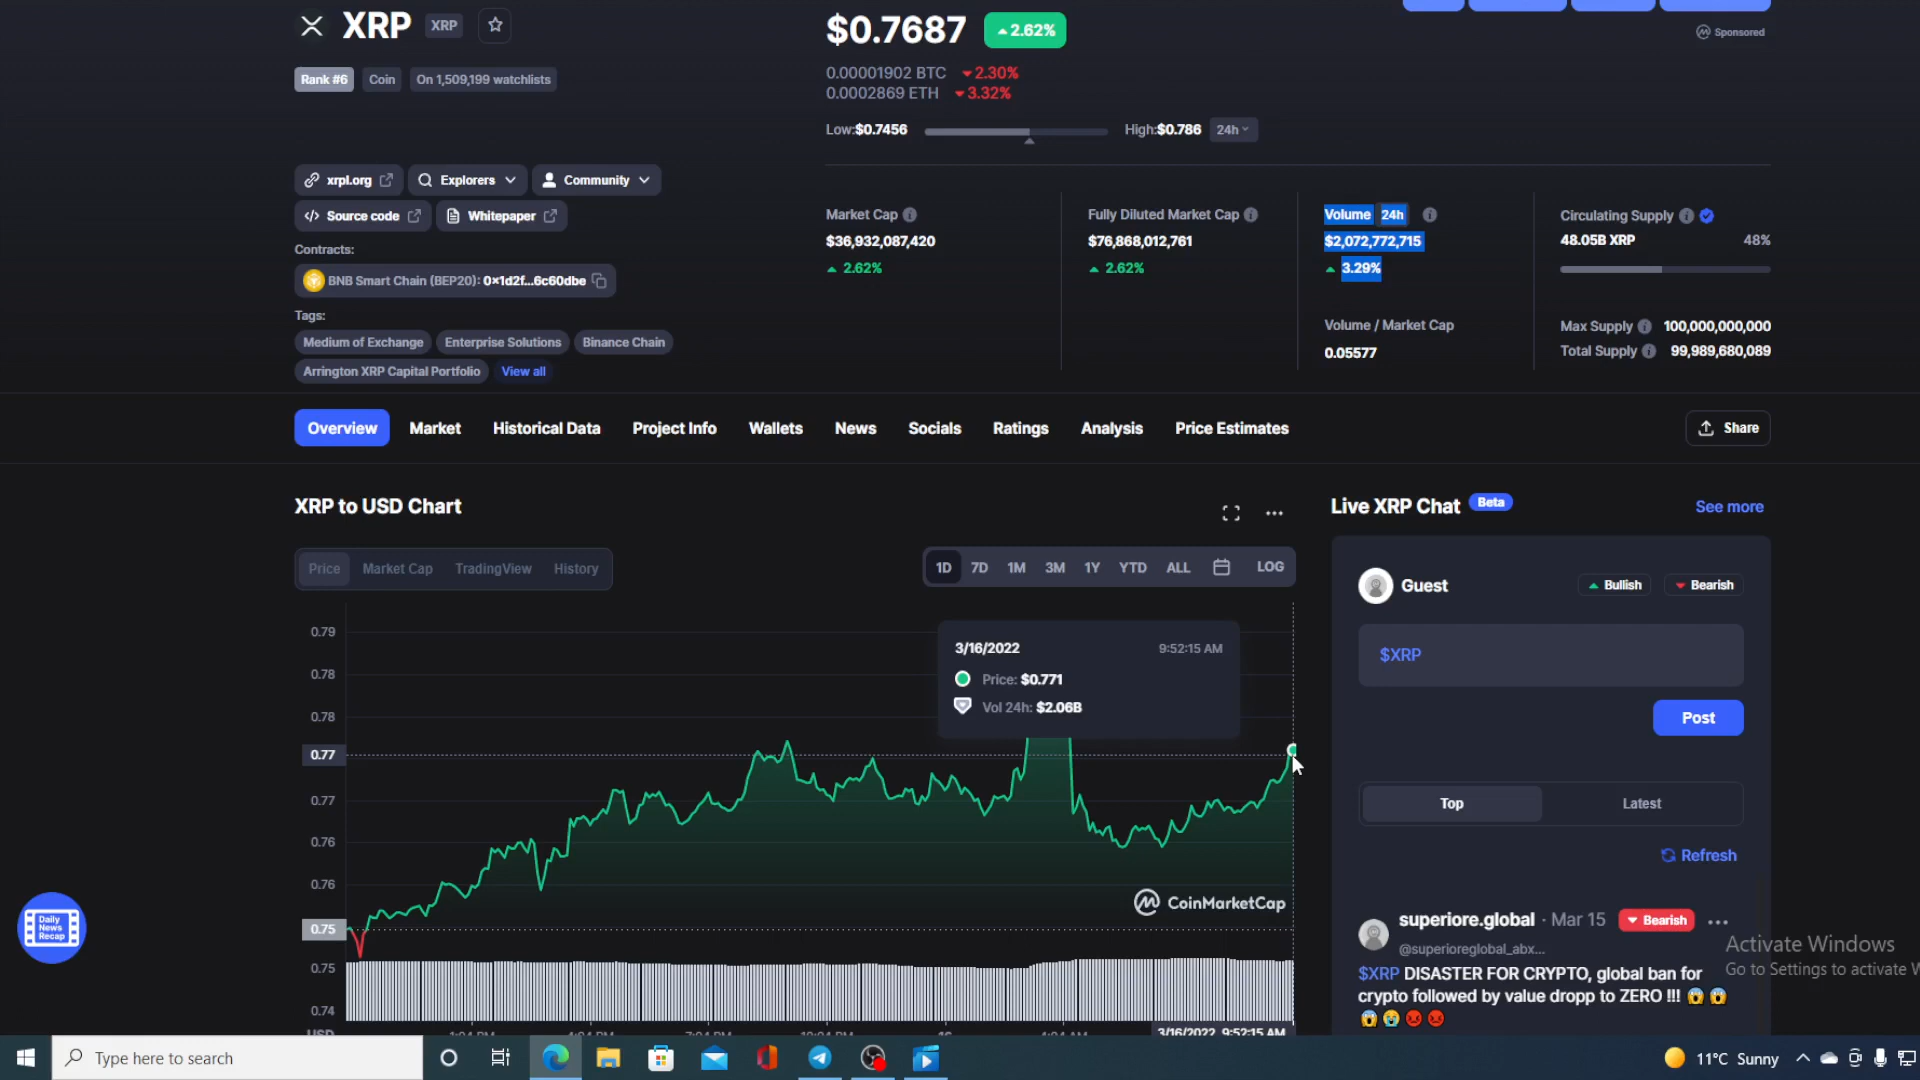 XRP XRP
$0.7687 2.62%
Sponsored
Rank #6 Coin On 1,509,199 watchlists
0.00001902 BTC 2.30%
0.0002869 ETH 3.32%
Low:$0.7456 High:$0.786 24h
xrpl.org Explorers Community
Source code Whitepaper
Contracts:
BNB Smart Chain (BEP20): 0x1d2f...6c60dbe
Tags:
Medium of Exchange Enterprise Solutions Binance Chain
Arrington XRP Capital Portfolio View all
Market Cap
$36,932,087,420
2.62%
Fully Diluted Market Cap
$76,868,012,761
2.62%
Volume 24h
$2,072,772,715
3.29%
Volume / Market Cap
0.05577
Circulating Supply
48.05B XRP 48%
Max Supply 100,000,000,000
Total Supply 99,989,680,089
Overview Market Historical Data Project Info Wallets News Socials Ratings Analysis Price Estimates Share
XRP to USD Chart
Price Market Cap TradingView History
1D 7D 1M 3M 1Y YTD ALL LOG
0.79
0.78
0.78
0.77
0.77
0.76
0.76
0.75
0.75
0.74
USD
3/16/2022 9:52:15 AM
Price: $0.771
Vol 24h: $2.06B
CoinMarketCap
3/16/2022, 9:52:15 AM
Daily
News
Recap
Live XRP Chat Beta See more
Guest Bullish Bearish
$XRP
Post
Top Latest
Refresh
superiore.global · Mar 15 Bearish
@superioreglobal_abx...
$XRP DISASTER FOR CRYPTO, global ban for
crypto followed by value dropp to ZERO !!! 😱 😱
😱 😭 😡 😡
Activate Windows
Go to Settings to activate W
Type here to search
11°C Sunny